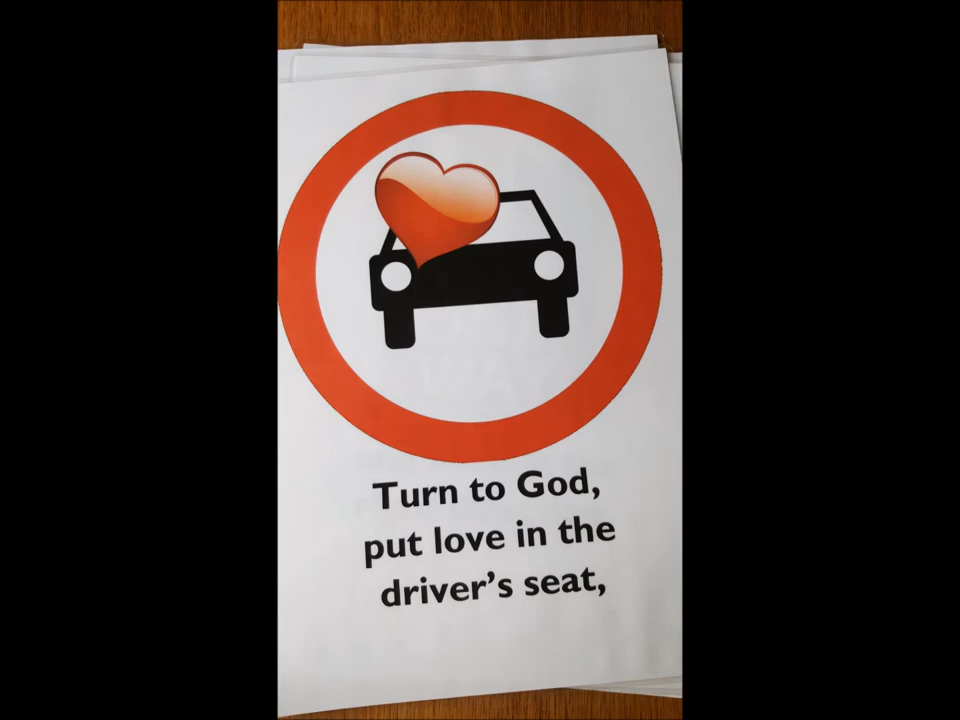 Turn to God,
put love in the
driver's seat,